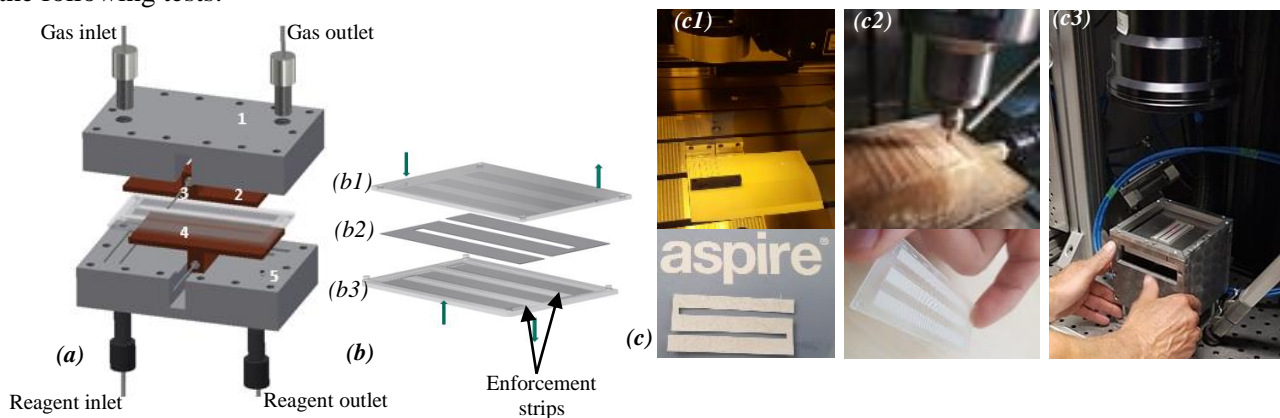 the following tests.
Gas inlet
Gas outlet
1
2
3
4
5
(a)
Reagent inlet
Reagent outlet
(b1)
(b2)
(b3)
(b)
Enforcement
strips
(c1)
(c2)
(c3)
aspire®
(c)